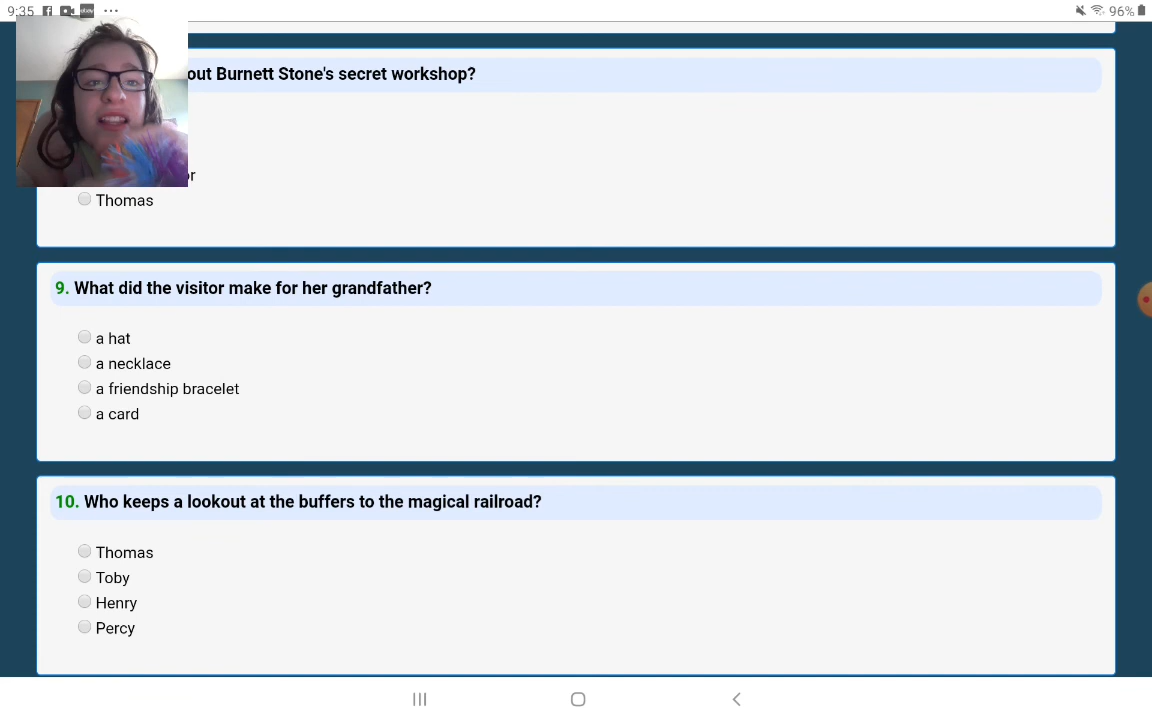 9:35 96%
out Burnett Stone's secret workshop?
or
Thomas
9. What did the visitor make for her grandfather?
a hat
a necklace
a friendship bracelet
a card
10. Who keeps a lookout at the buffers to the magical railroad?
Thomas
Toby
Henry
Percy